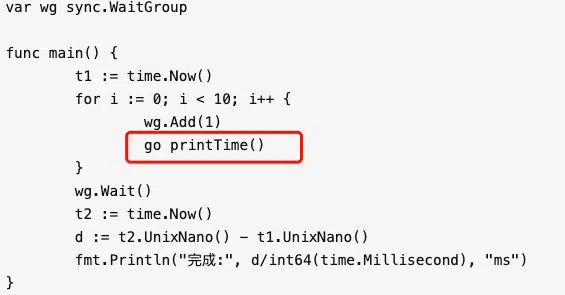 var wg sync.WaitGroup
func main() {
t1 := time.Now()
for i := 0; i < 10; i++ {
wg.Add(1)
go printTime()
}
wg.Wait()
t2 := time.Now()
d := t2.UnixNano() - t1.UnixNano()
fmt.Println("完成:", d/int64(time.Millisecond), "ms")
}